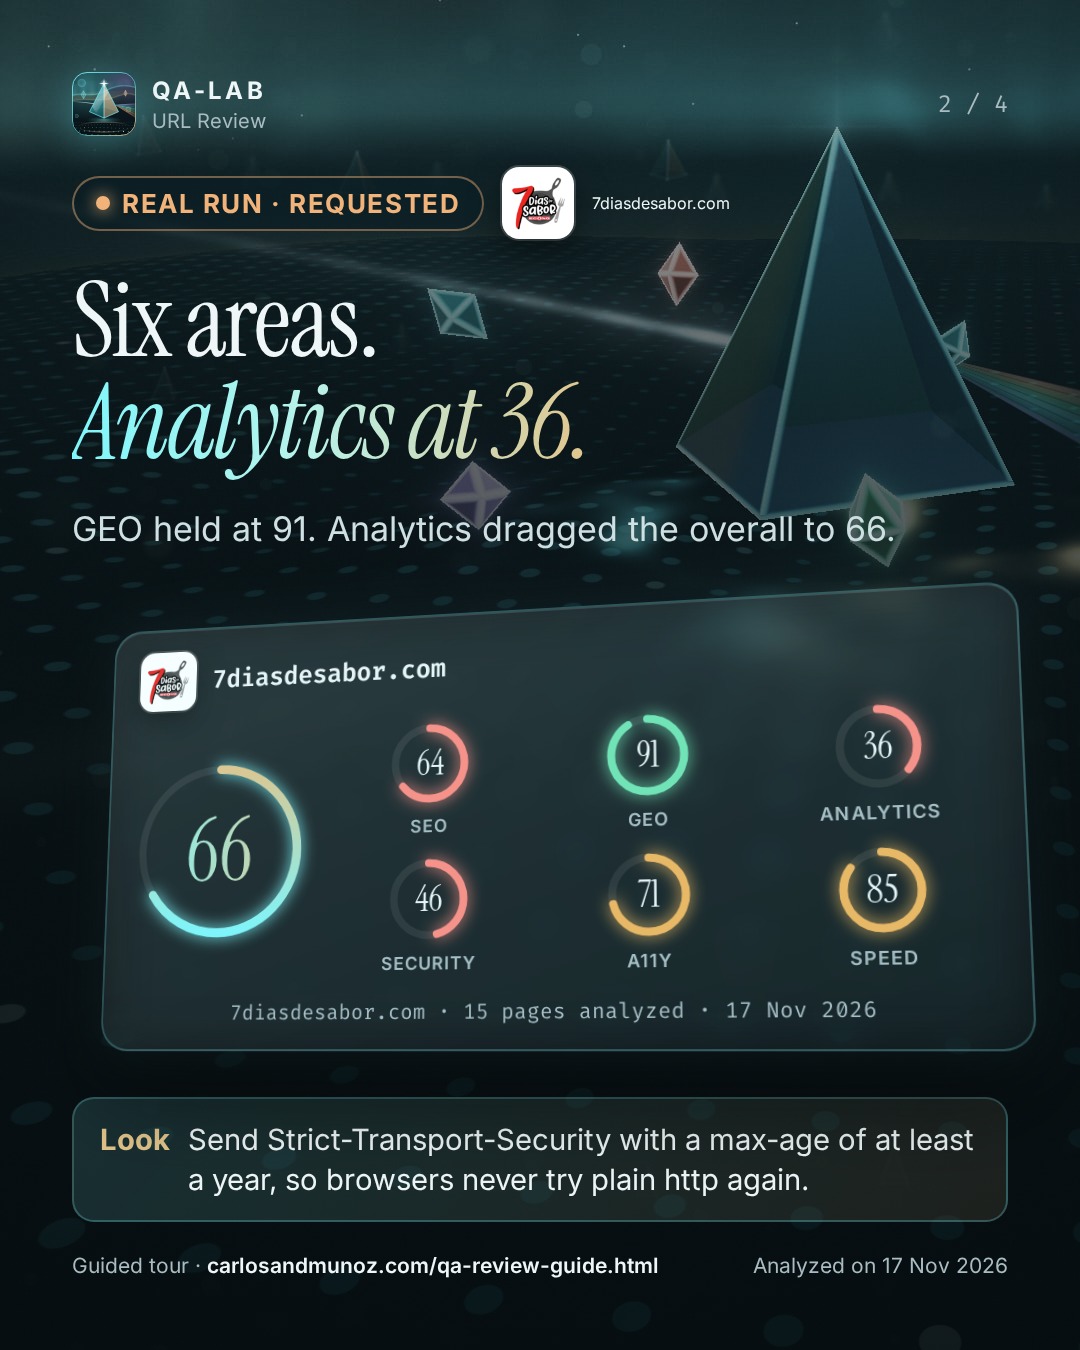 QA-LAB
URL Review
2 / 4
REAL RUN · REQUESTED
7 Días de Sabor
7diasdesabor.com
Six areas.
Analytics at 36.
GEO held at 91. Analytics dragged the overall to 66.
7diasdesabor.com
66
64
SEO
91
GEO
36
ANALYTICS
46
SECURITY
71
A11Y
85
SPEED
7diasdesabor.com · 15 pages analyzed · 17 Nov 2026
Look Send Strict-Transport-Security with a max-age of at least
a year, so browsers never try plain http again.
Guided tour · carlosandmunoz.com/qa-review-guide.html
Analyzed on 17 Nov 2026